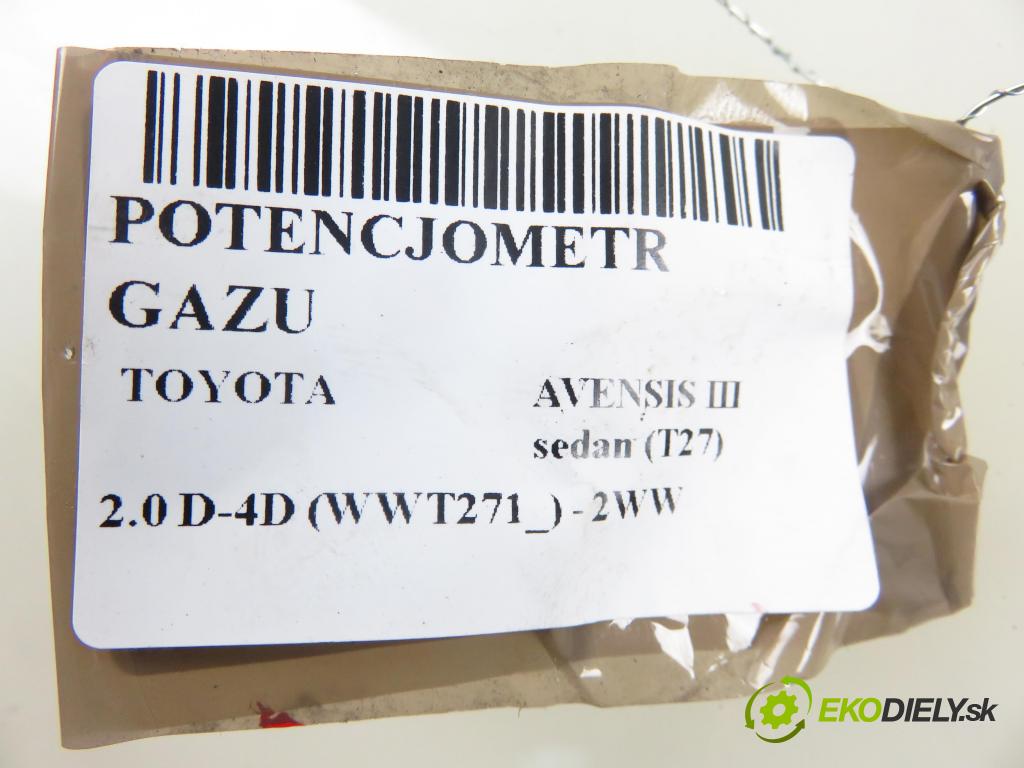 POTENCJOMETR
GAZU
TOYOTA
AVENSIS III
sedan (T27)
2.0 D-4D (WWT271_) - 2WW
EKODIELY.sk